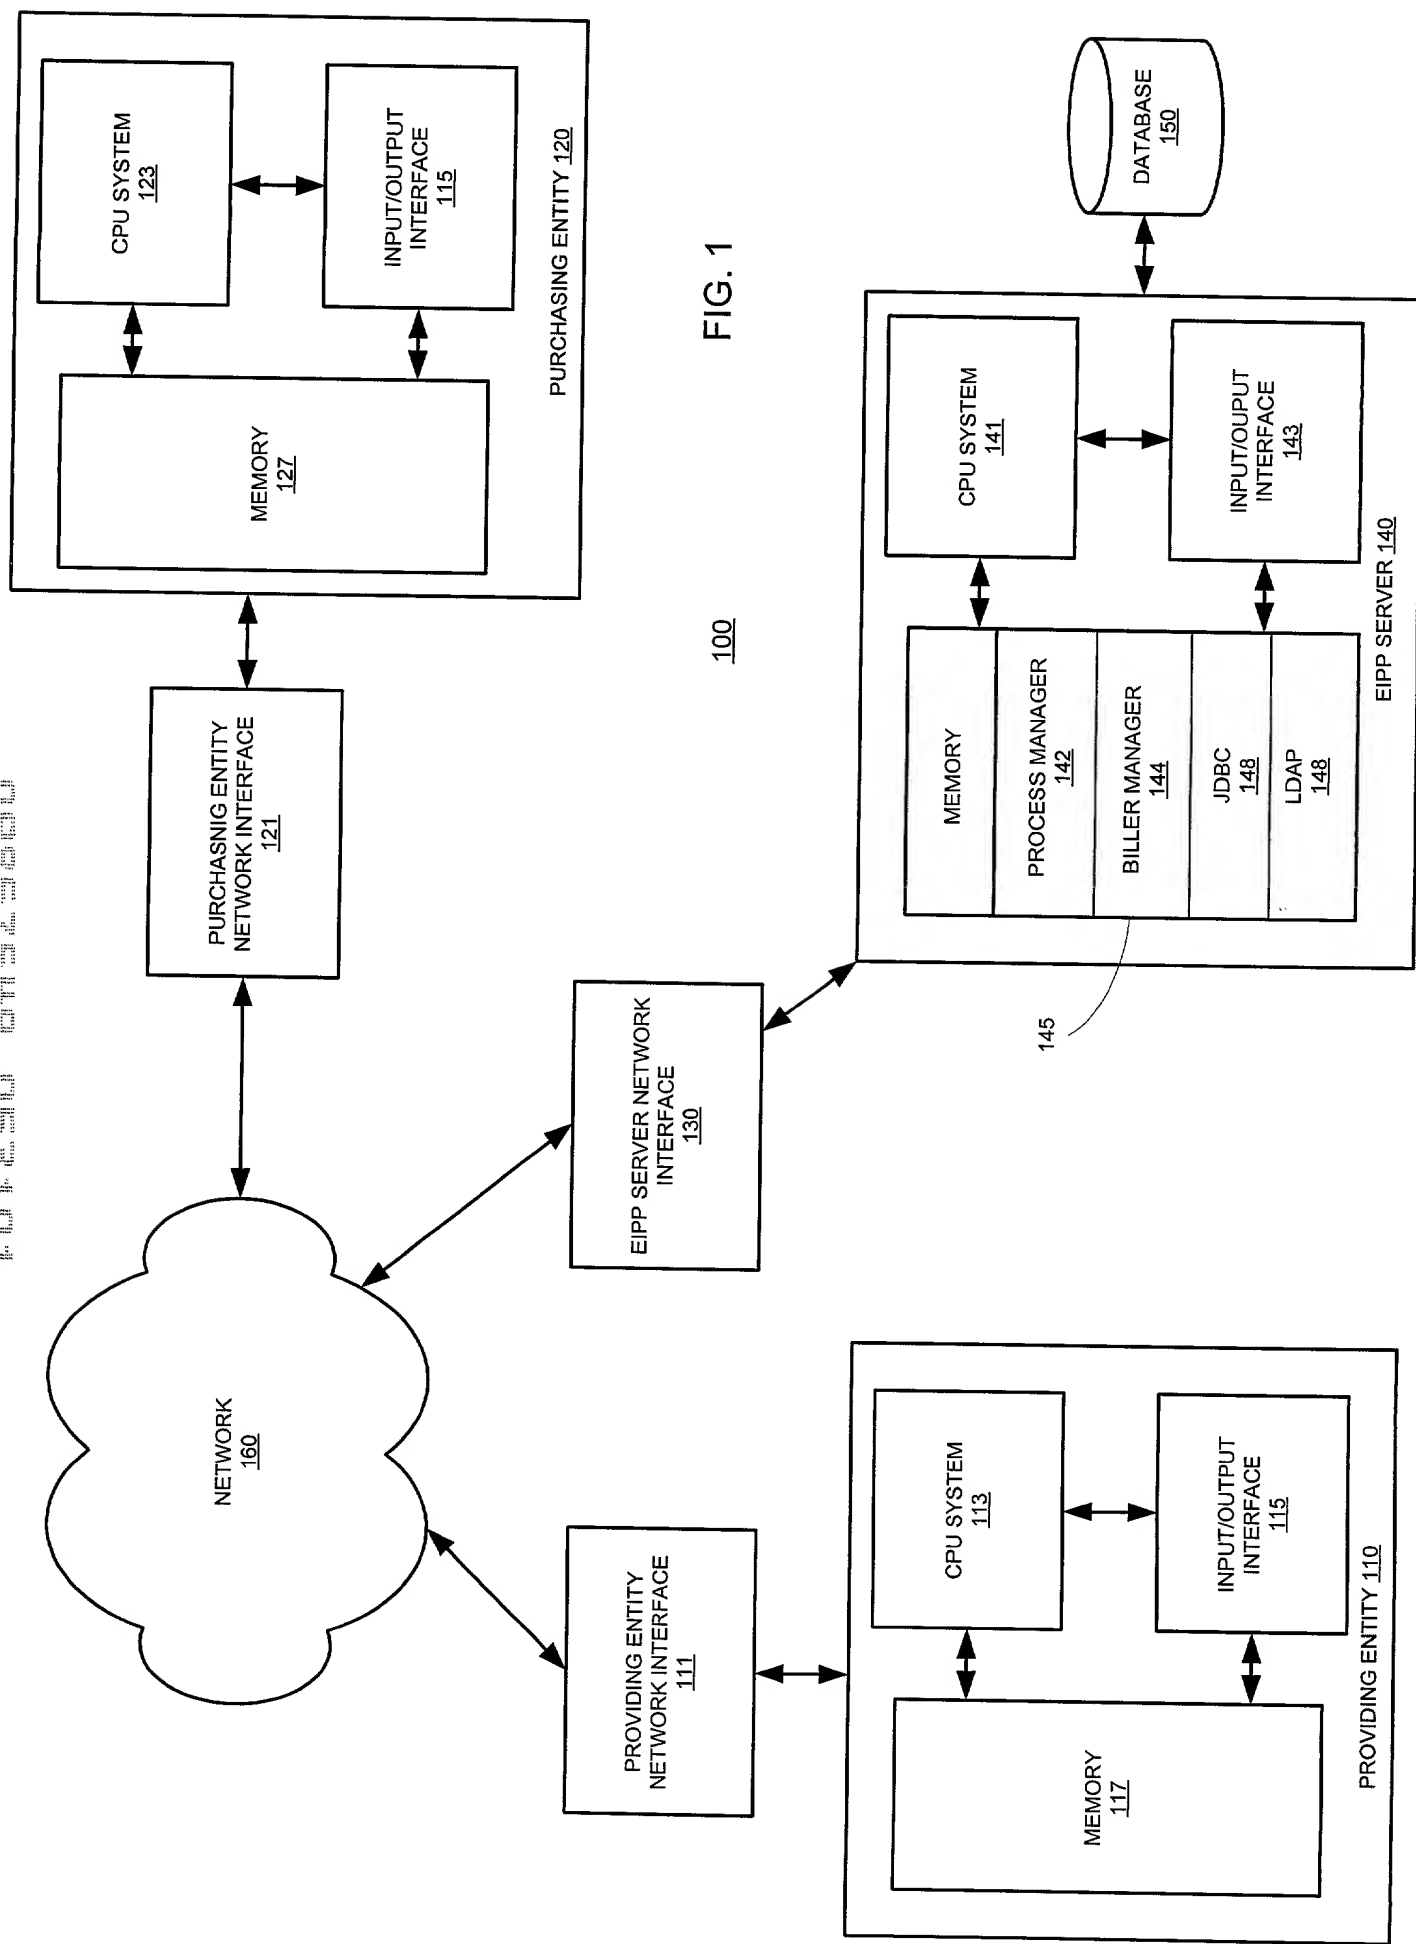 PROVIDING ENTITY
NETWORK INTERFACE
111
NETWORK
160
EIPP SERVER NETWORK
INTERFACE
130
PURCHASNIG ENTITY
NETWORK INTERFACE
121
MEMORY
127
CPU SYSTEM
123
INPUT/OUTPUT
INTERFACE
115
PURCHASING ENTITY 120
FIG. 1
100
MEMORY
117
CPU SYSTEM
113
INPUT/OUTPUT
INTERFACE
115
PROVIDING ENTITY 110
145
MEMORY
PROCESS MANAGER
142
BILLER MANAGER
144
JDBC
148
LDAP
148
CPU SYSTEM
141
INPUT/OUPUT
INTERFACE
143
EIPP SERVER 140
DATABASE
150